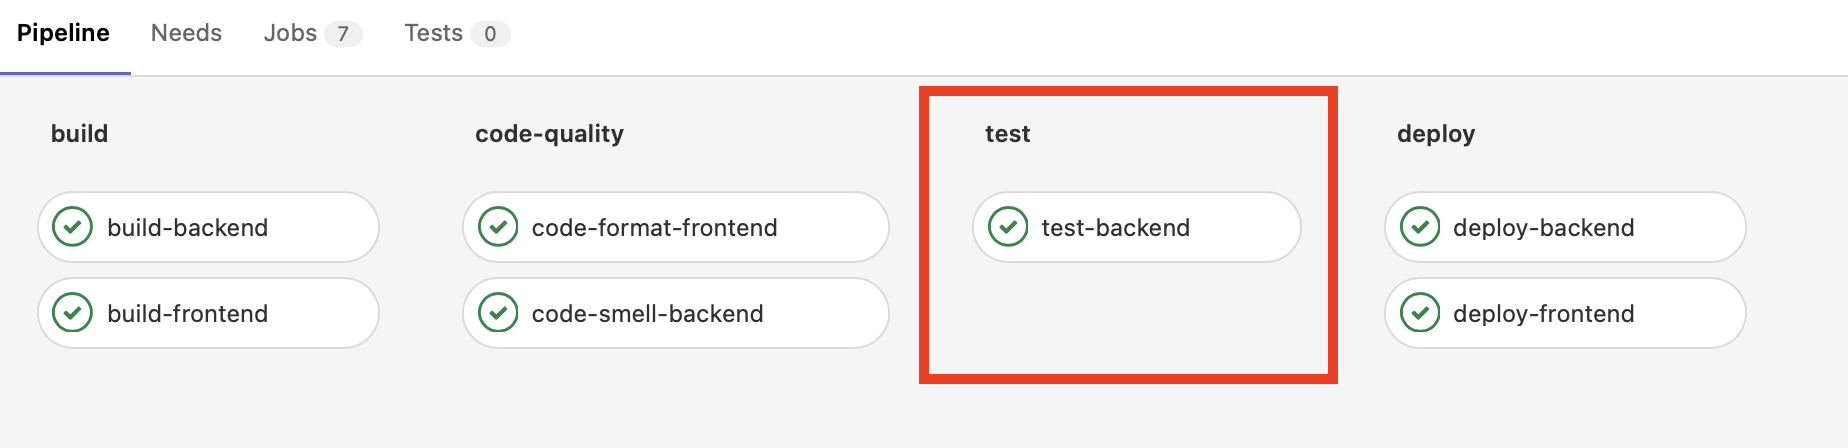 Pipeline Needs Jobs 7 Tests 0
build code-quality test deploy
build-backend code-format-frontend test-backend deploy-backend
build-frontend code-smell-backend deploy-frontend